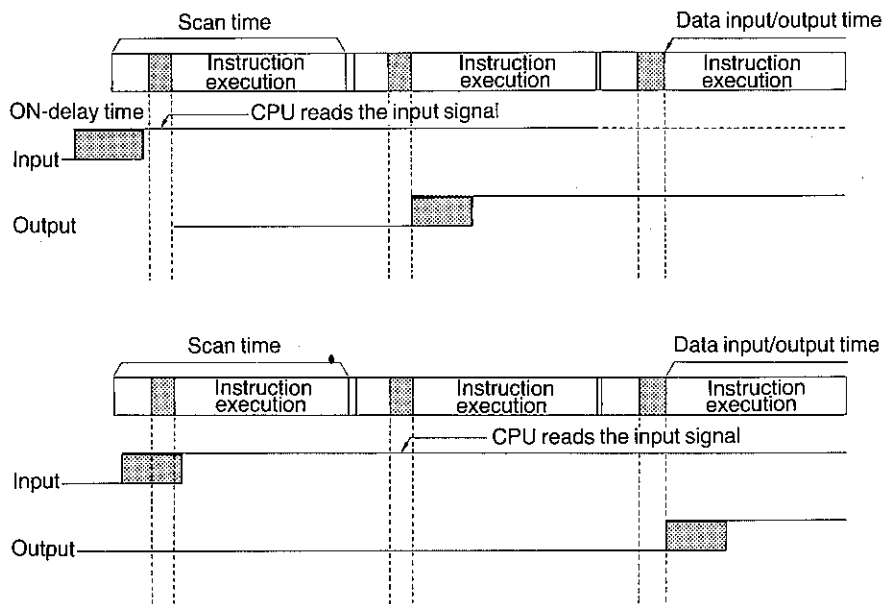 Scan time
Data input/output time
Instruction execution
Instruction execution
Instruction execution
ON-delay time
CPU reads the input signal
Input
Output
Scan time
Data input/output time
Instruction execution
Instruction execution
Instruction execution
CPU reads the input signal
Input
Output